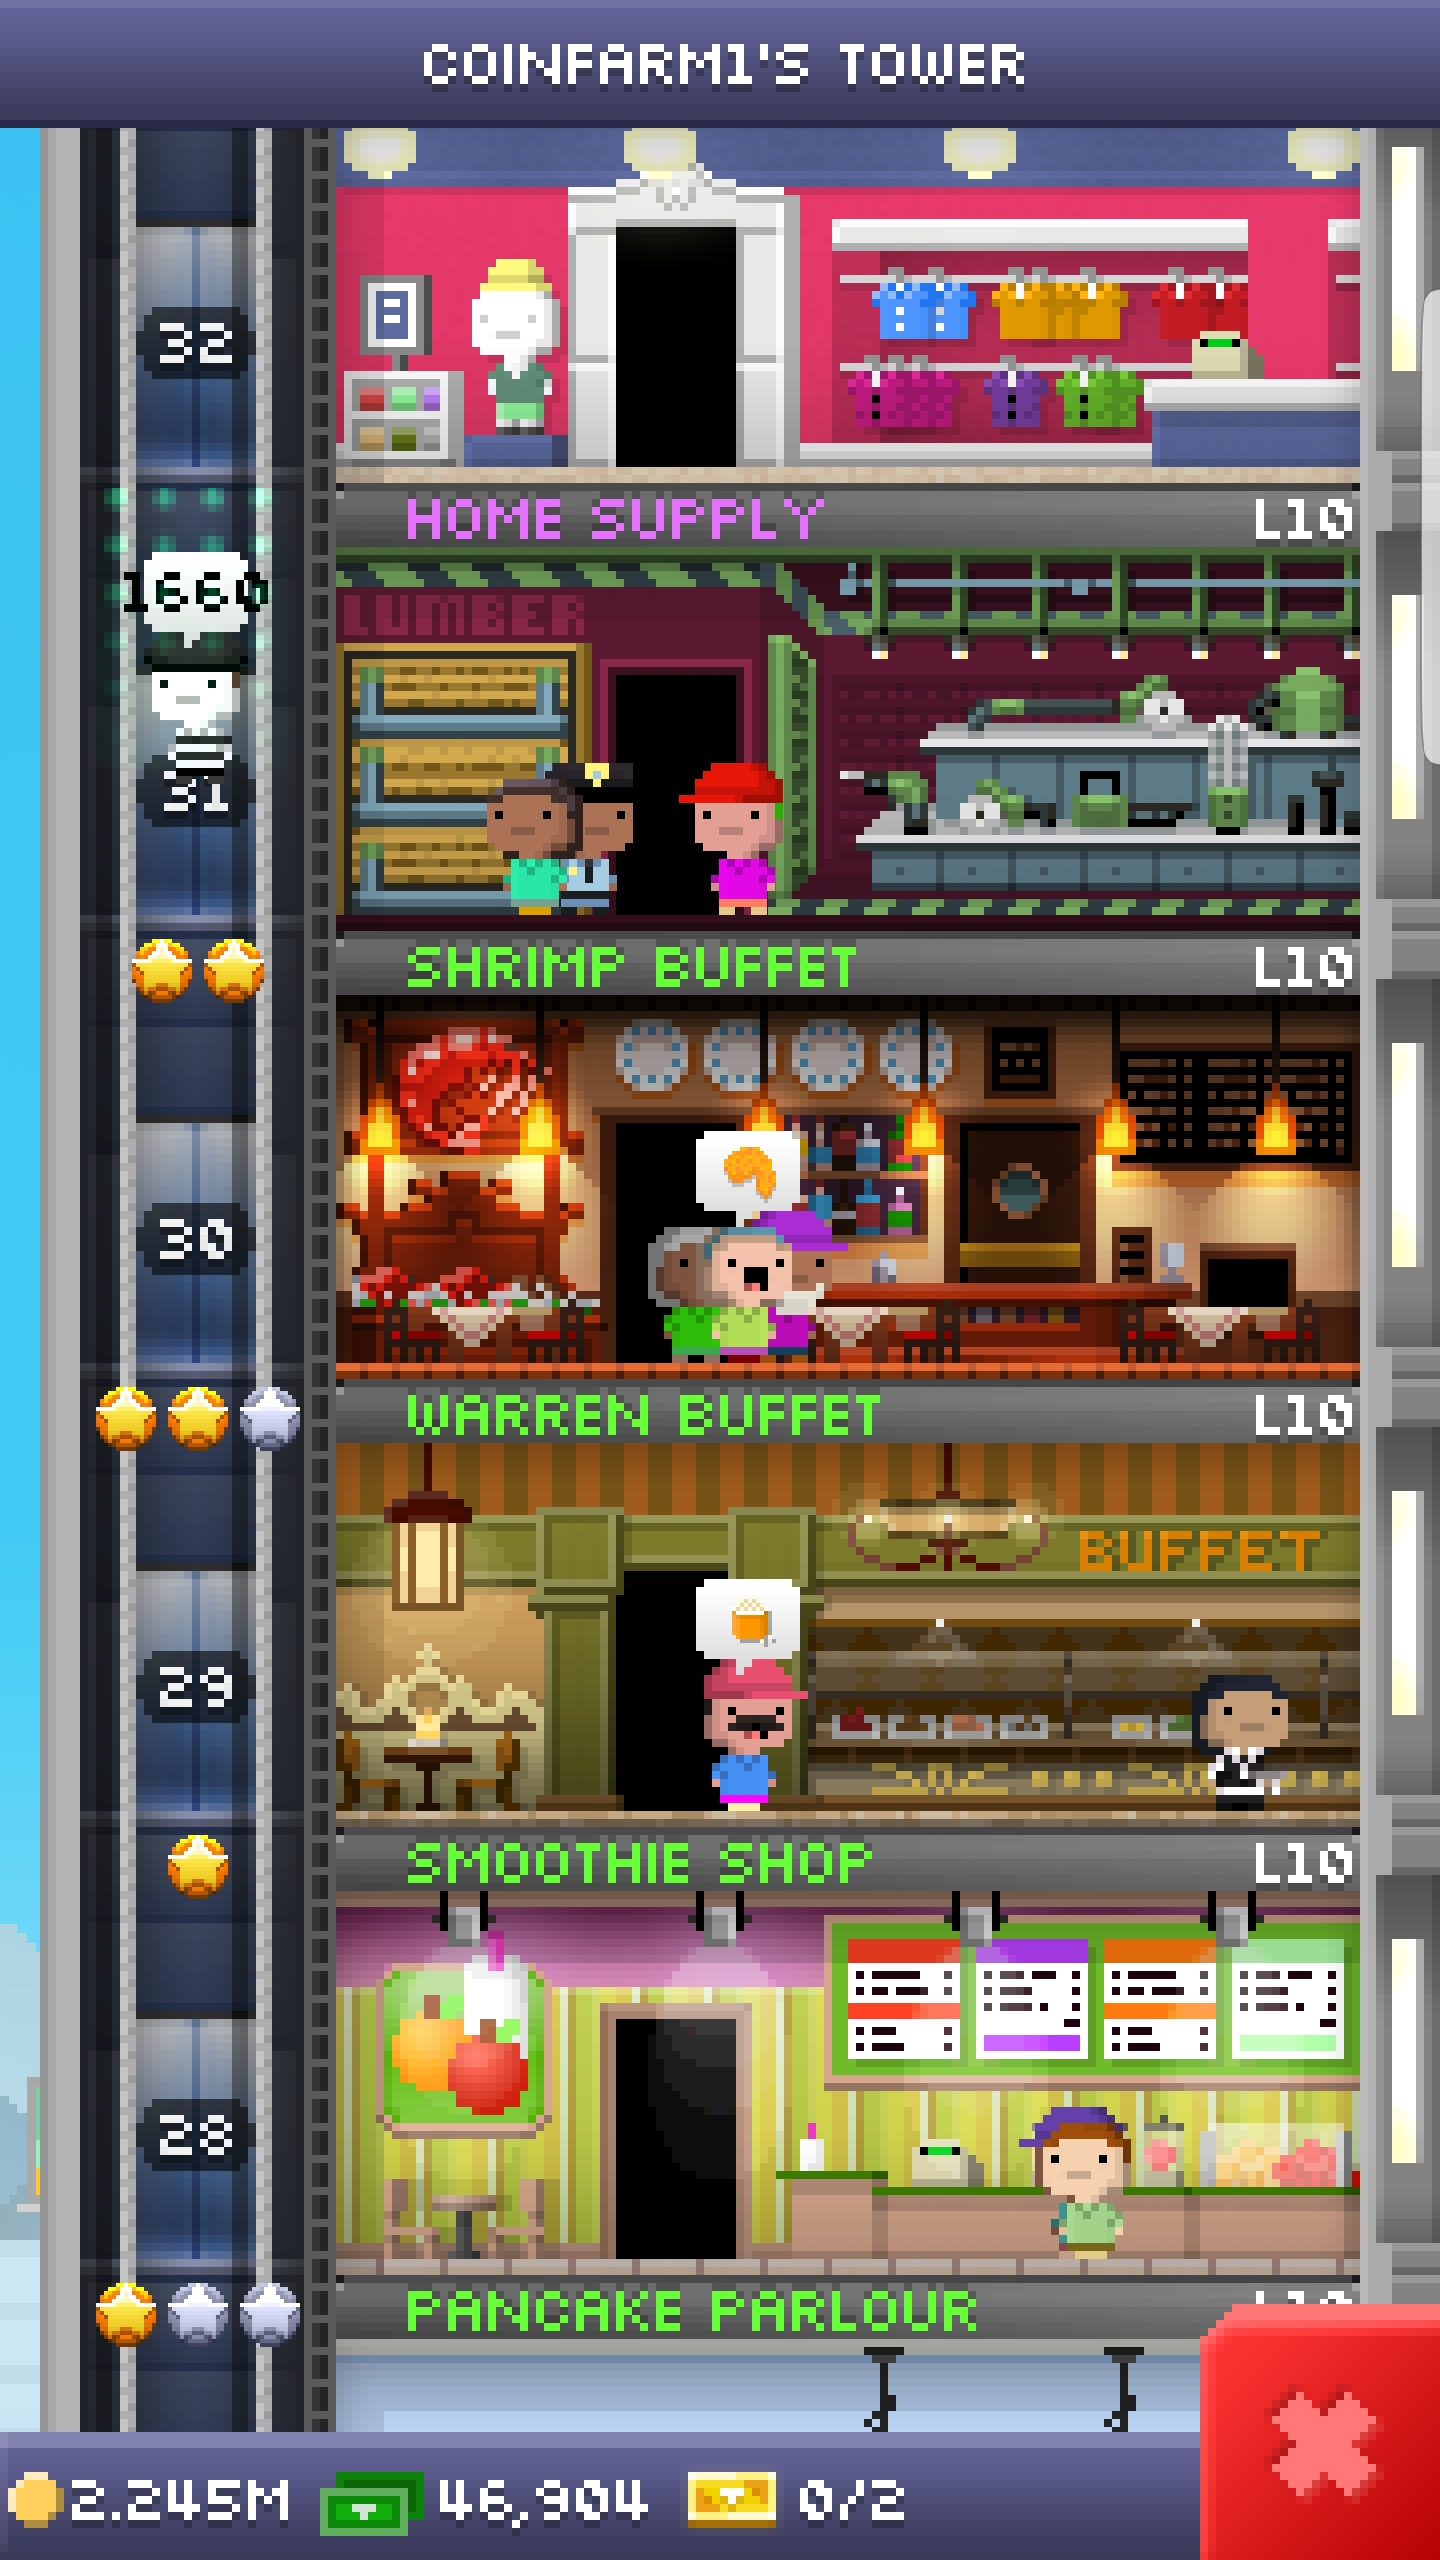 COINFARM1'S TOWER
32
HOME SUPPLY L10
1660
LUMBER
31
SHRIMP BUFFET L10
30
WARREN BUFFET L10
BUFFET
29
SMOOTHIE SHOP L10
28
PANCAKE PARLOUR L10
2.245M 46,904 0/2